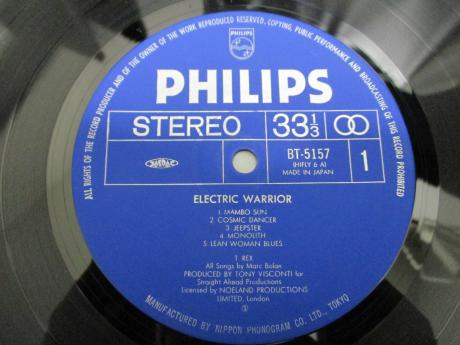 ALL RIGHTS OF THE RECORD PRODUCER AND OF THE OWNER OF THE WORK REPRODUCED RESERVED. COPYING, PUBLIC PERFORMANCE AND BROADCASTING OF THIS RECORD PROHIBITED
PHILIPS
PHILIPS
STEREO 33 1/3
JASRAC
BT-5157
(HIFLY 6 A)
MADE IN JAPAN
1
ELECTRIC WARRIOR
1 MAMBO SUN
2 COSMIC DANCER
3 JEEPSTER
4 MONOLITH
5 LEAN WOMAN BLUES
T. REX
All Songs by Marc Bolan
PRODUCED BY TONY VISCONTI for
Straight Ahead Productions
Licensed by NOELAND PRODUCTIONS
LIMITED, London
MANUFACTURED BY NIPPON PHONOGRAM CO. LTD., TOKYO